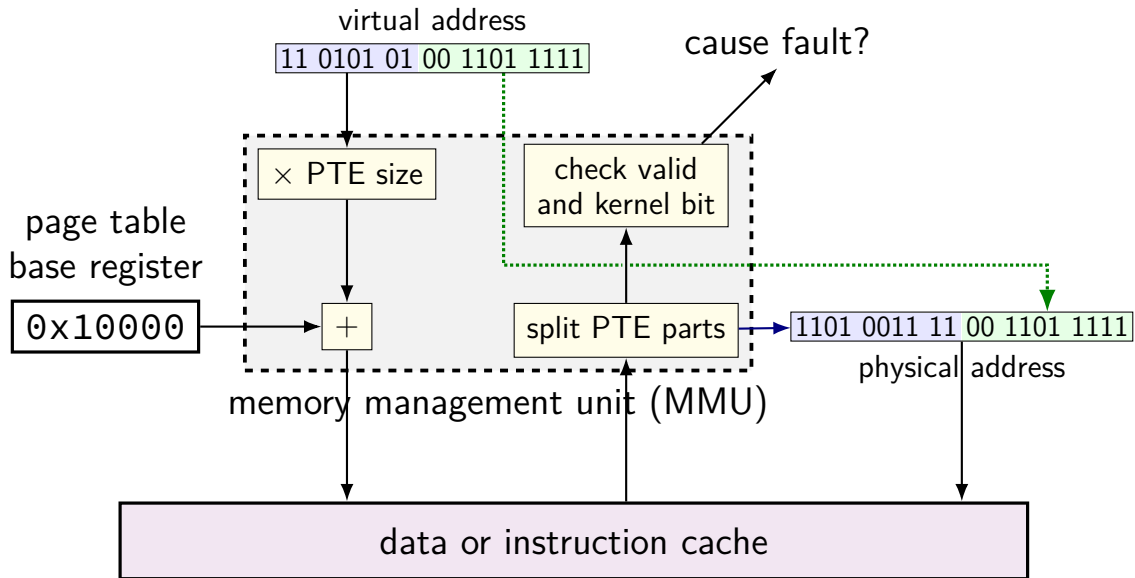 virtual address
11 0101 01 00 1101 1111
cause fault?
× PTE size
check valid
and kernel bit
page table
base register
0x10000
+
split PTE parts
1101 0011 11 00 1101 1111
physical address
memory management unit (MMU)
data or instruction cache